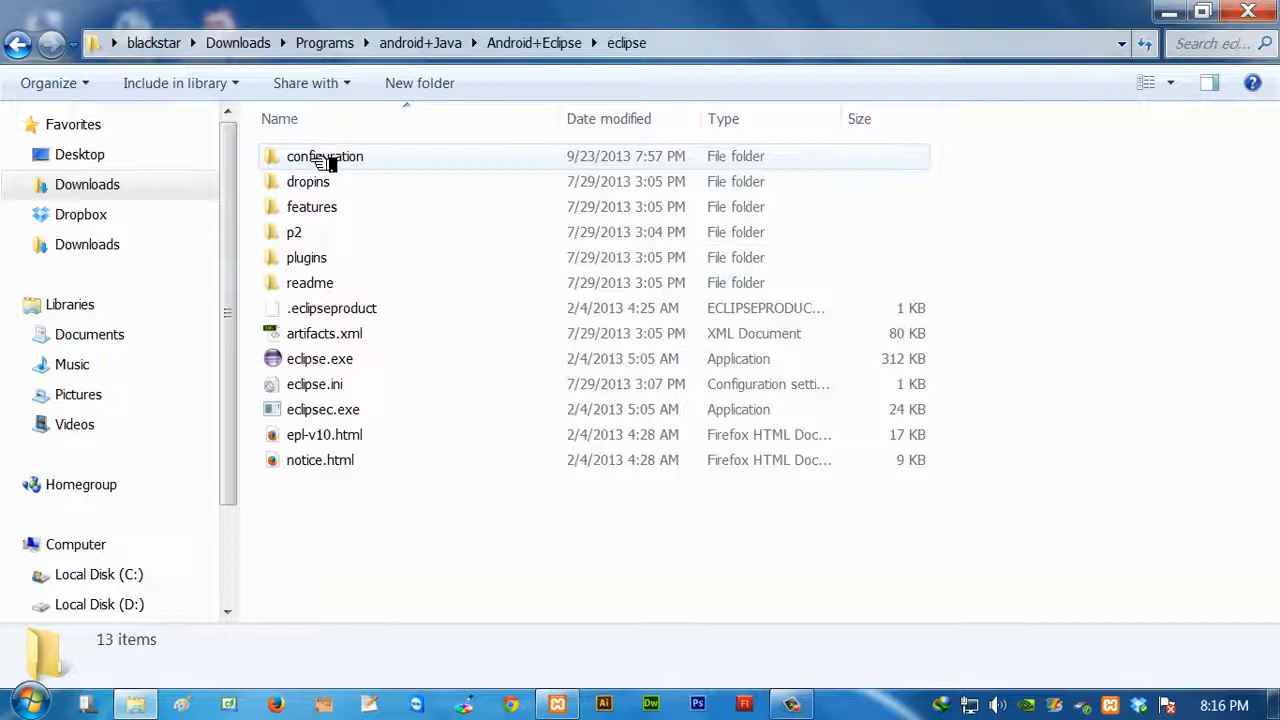 blackstar Downloads Programs android+Java Android+Eclipse eclipse Search ecl...
Organize Include in library Share with New folder
Name Date modified Type Size
Favorites
Desktop
Downloads
Dropbox
Downloads
Libraries
Documents
Music
Pictures
Videos
Homegroup
Computer
Local Disk (C:)
Local Disk (D:)
configuration 9/23/2013 7:57 PM File folder
dropins 7/29/2013 3:05 PM File folder
features 7/29/2013 3:05 PM File folder
p2 7/29/2013 3:04 PM File folder
plugins 7/29/2013 3:05 PM File folder
readme 7/29/2013 3:05 PM File folder
.eclipseproduct 2/4/2013 4:25 AM ECLIPSEPRODUC... 1 KB
artifacts.xml 7/29/2013 3:05 PM XML Document 80 KB
eclipse.exe 2/4/2013 5:05 AM Application 312 KB
eclipse.ini 7/29/2013 3:07 PM Configuration setti... 1 KB
eclipsec.exe 2/4/2013 5:05 AM Application 24 KB
epl-v10.html 2/4/2013 4:28 AM Firefox HTML Doc... 17 KB
notice.html 2/4/2013 4:28 AM Firefox HTML Doc... 9 KB
13 items
Ai Dw Ps Fl 8:16 PM